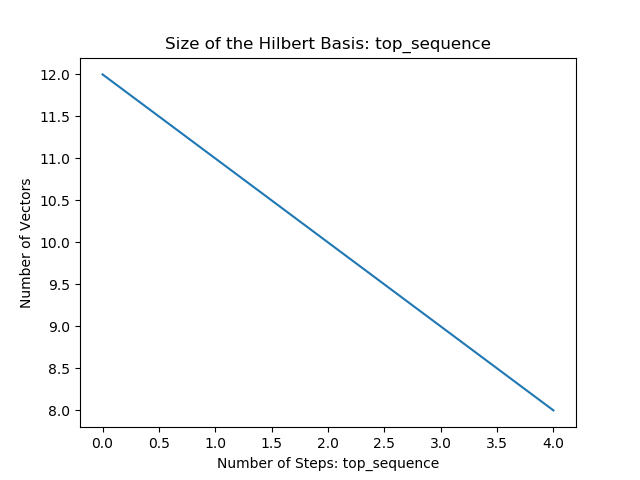 Size of the Hilbert Basis: top_sequence
12.0
11.5
11.0
10.5
10.0
9.5
9.0
8.5
8.0
Number of Vectors
0.0 0.5 1.0 1.5 2.0 2.5 3.0 3.5 4.0
Number of Steps: top_sequence